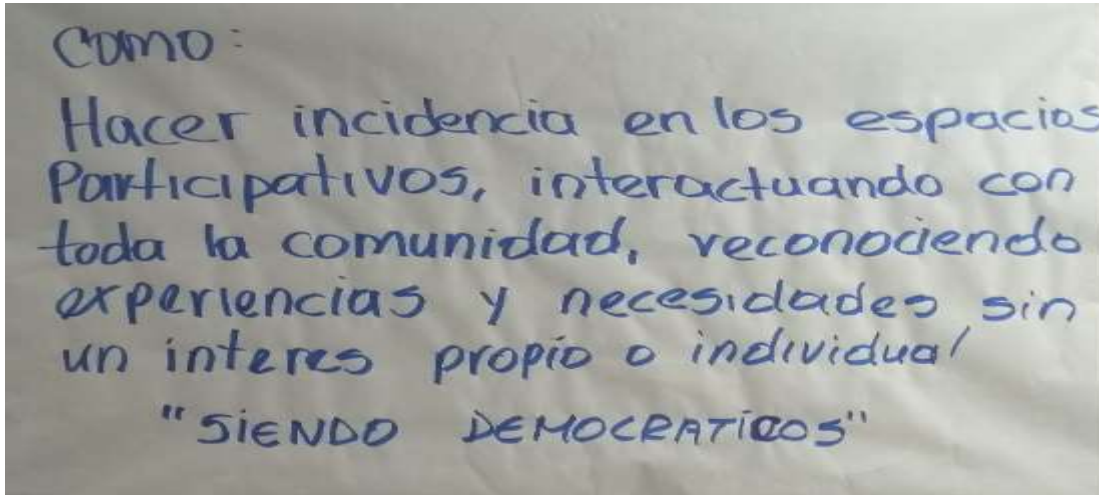 Como:
Hacer incidencia en los espacios
Participativos, interactuando con
toda la comunidad, reconociendo
experiencias y necesidades sin
un interes propio o individual
"SiENDO DEMOCRATiCOS"